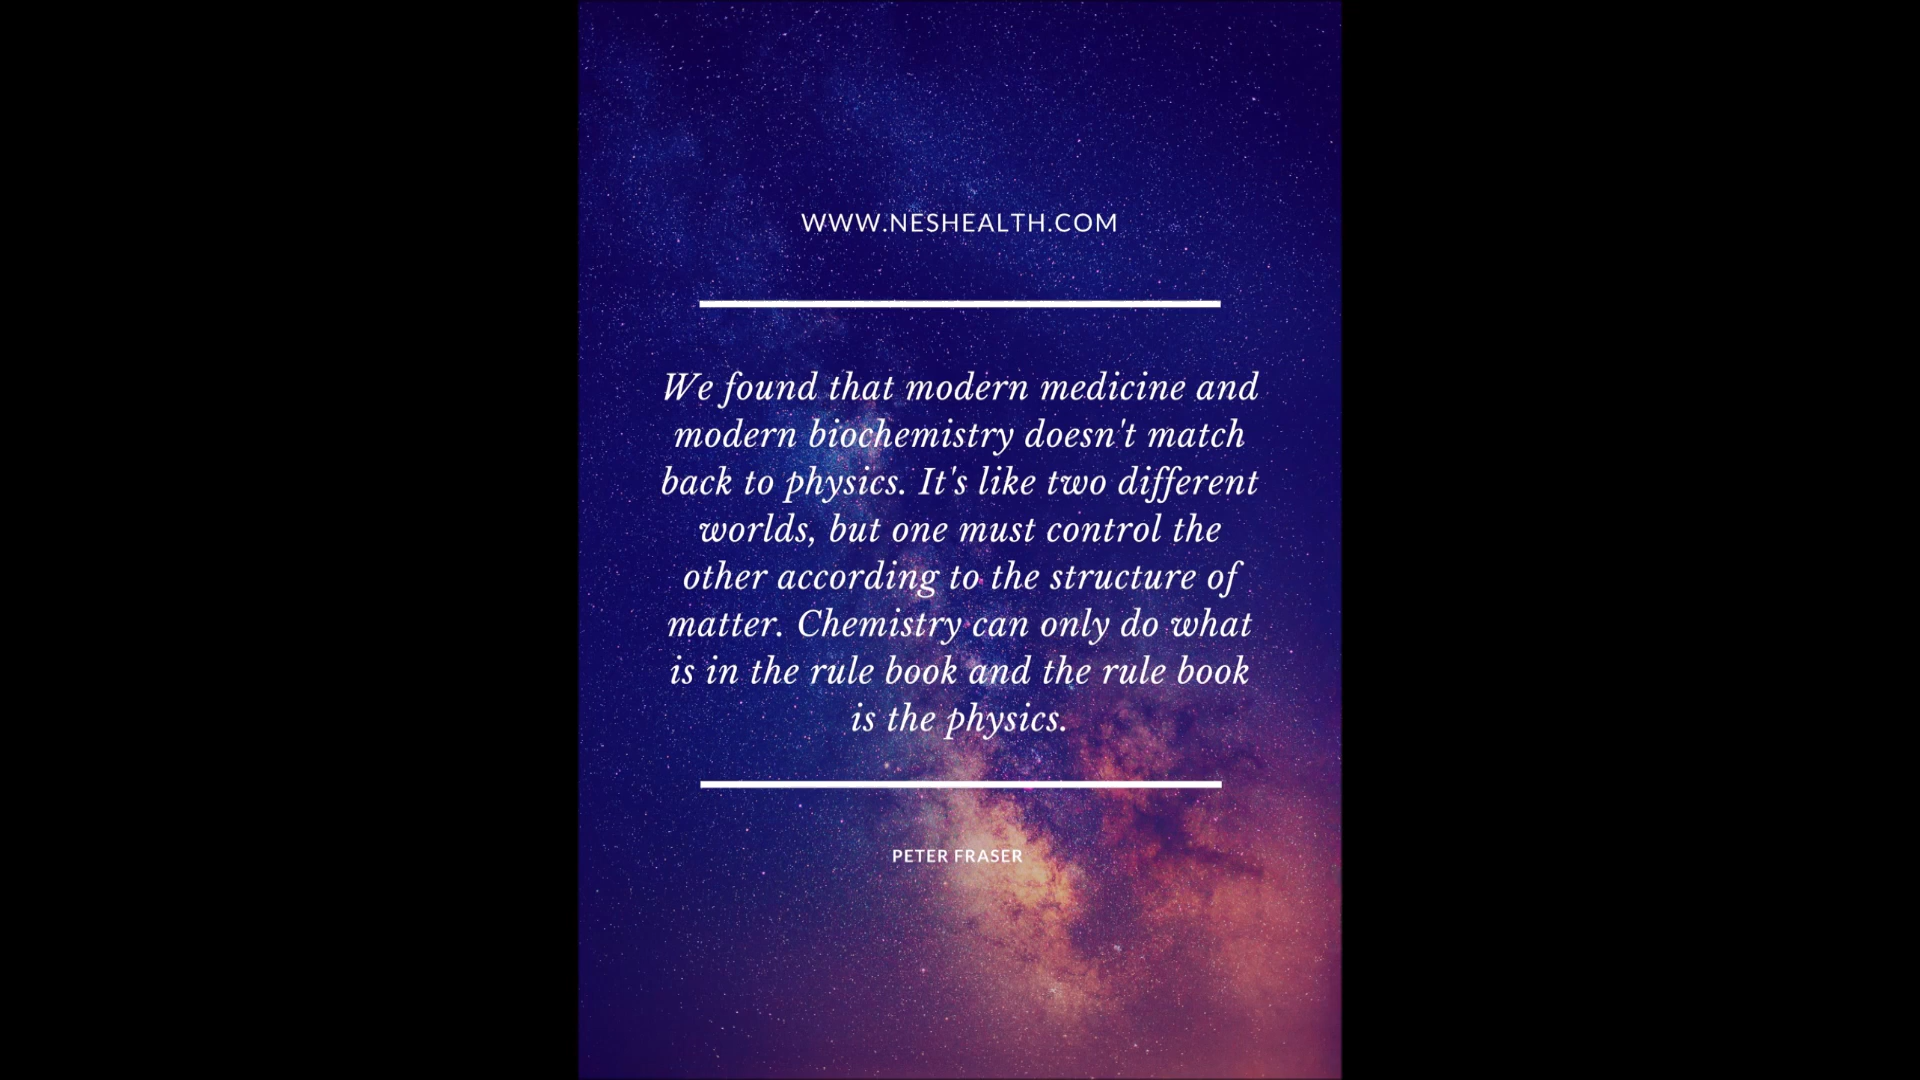 WWW.NESHEALTH.COM
We found that modern medicine and
modern biochemistry doesn't match
back to physics. It's like two different
worlds, but one must control the
other according to the structure of
matter. Chemistry can only do what
is in the rule book and the rule book
is the physics.
PETER FRASER